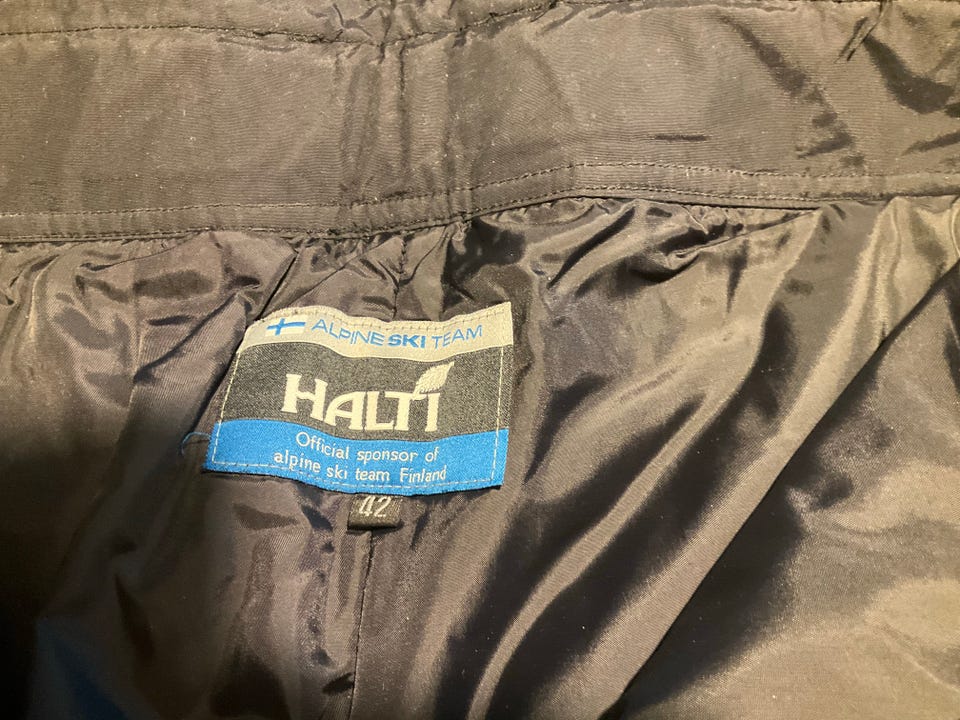 ALPINE SKI TEAM
HALTI
Official sponsor of
alpine ski team Finland
42